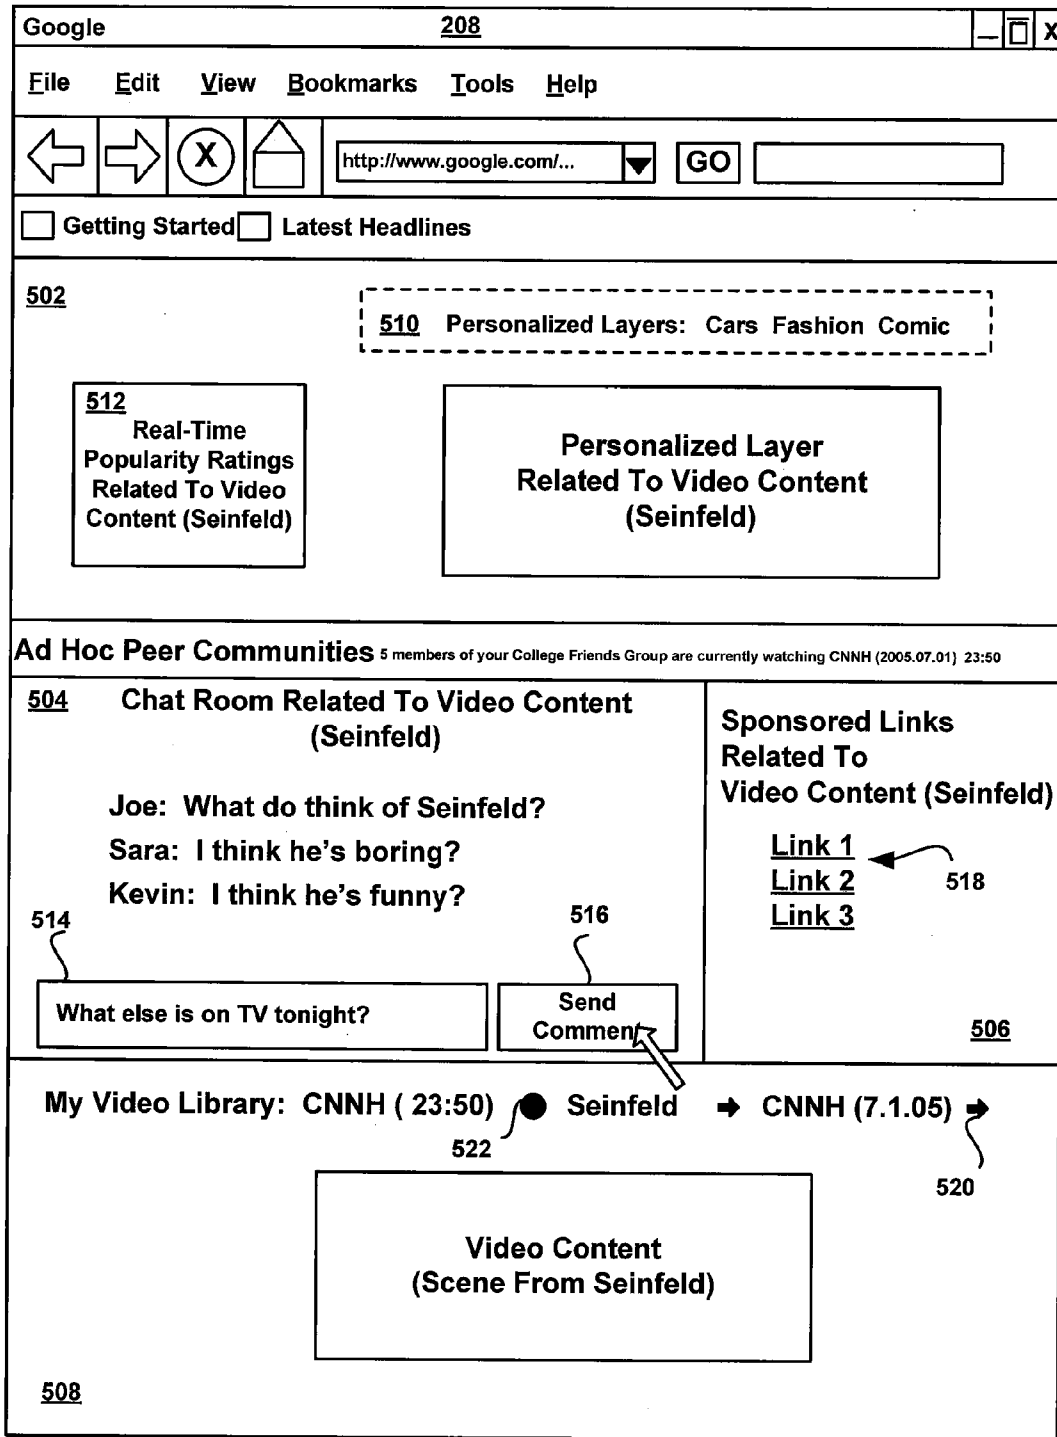 Google 208 X
File Edit View Bookmarks Tools Help
X http://www.google.com/... GO
Getting Started Latest Headlines
502
510 Personalized Layers: Cars Fashion Comic
512
Real-Time
Popularity Ratings
Related To Video
Content (Seinfeld)
Personalized Layer
Related To Video Content
(Seinfeld)
Ad Hoc Peer Communities 5 members of your College Friends Group are currently watching CNNH (2005.07.01) 23:50
504 Chat Room Related To Video Content
(Seinfeld)
Joe: What do think of Seinfeld?
Sara: I think he's boring?
Kevin: I think he's funny?
514
516
What else is on TV tonight?
Send
Comment
Sponsored Links
Related To
Video Content (Seinfeld)
Link 1
Link 2
Link 3
518
506
My Video Library: CNNH ( 23:50) Seinfeld CNNH (7.1.05)
522
520
Video Content
(Scene From Seinfeld)
508